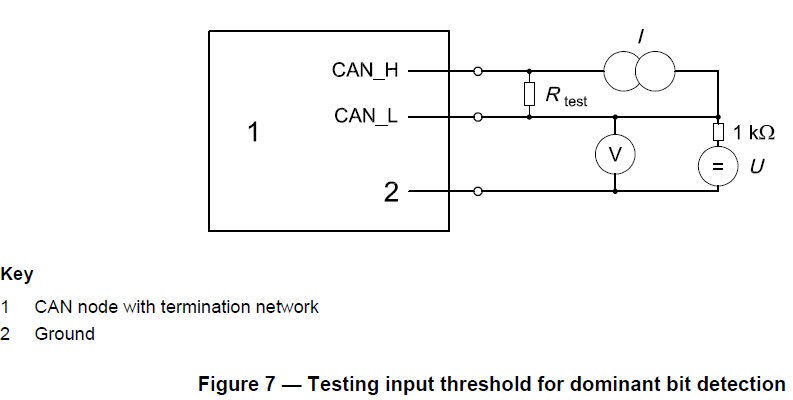 I
CAN_H
R test
CAN_L
1
1 kΩ
V
= U
2
Key
1 CAN node with termination network
2 Ground
Figure 7 — Testing input threshold for dominant bit detection